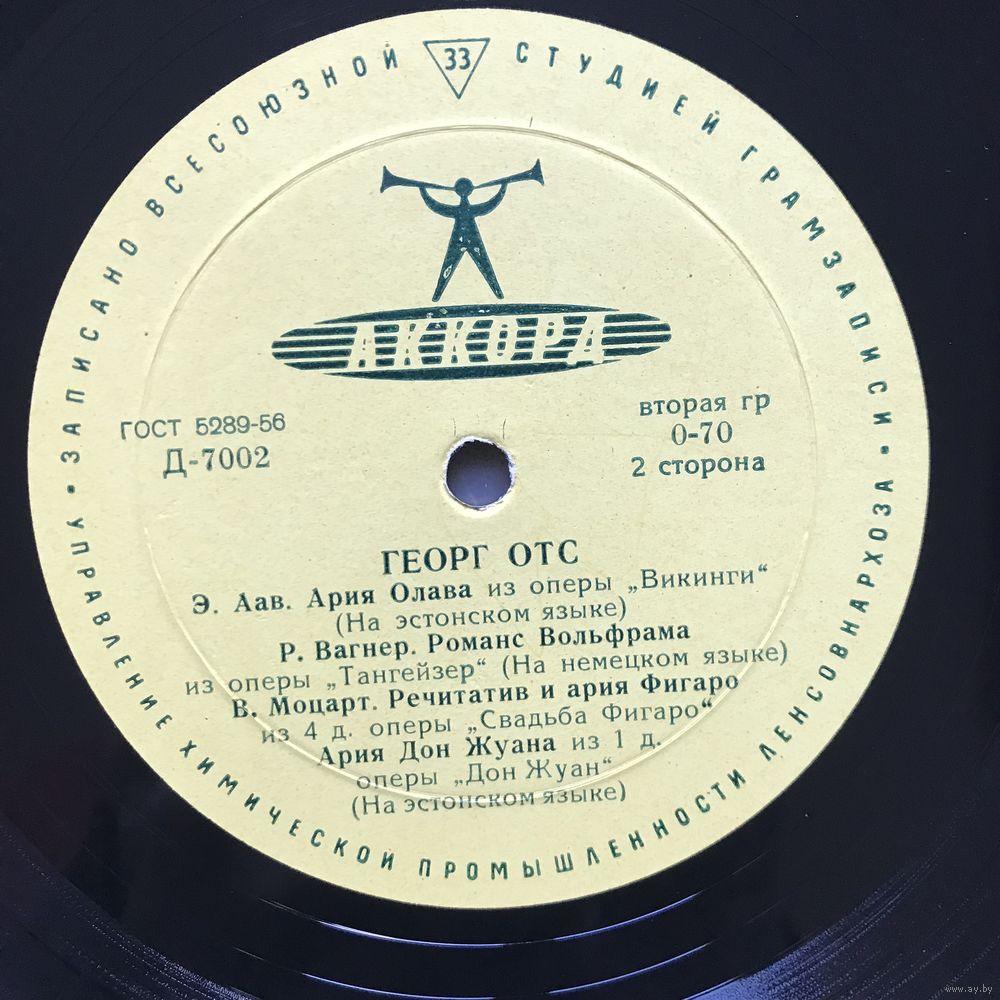 ЗАПИСАНО ВСЕСОЮЗНОЙ 33 СТУДИЕЙ ГРАМЗАПИСИ
АККОРД
ГОСТ 5289-56
Д-7002
вторая гр
0-70
2 сторона
ГЕОРГ ОТС
Э. Аав. Ария Олава из оперы „Викинги“
(На эстонском языке)
Р. Вагнер. Романс Вольфрама
из оперы „Тангейзер“ (На немецком языке)
В. Моцарт. Речитатив и ария Фигаро
из 4 д. оперы „Свадьба Фигаро“
Ария Дон Жуана из 1 д.
оперы „Дон Жуан“
(На эстонском языке)
• УПРАВЛЕНИЕ ХИМИЧЕСКОЙ ПРОМЫШЛЕННОСТИ ЛЕНСОВНАРХОЗА •
www.ay.by